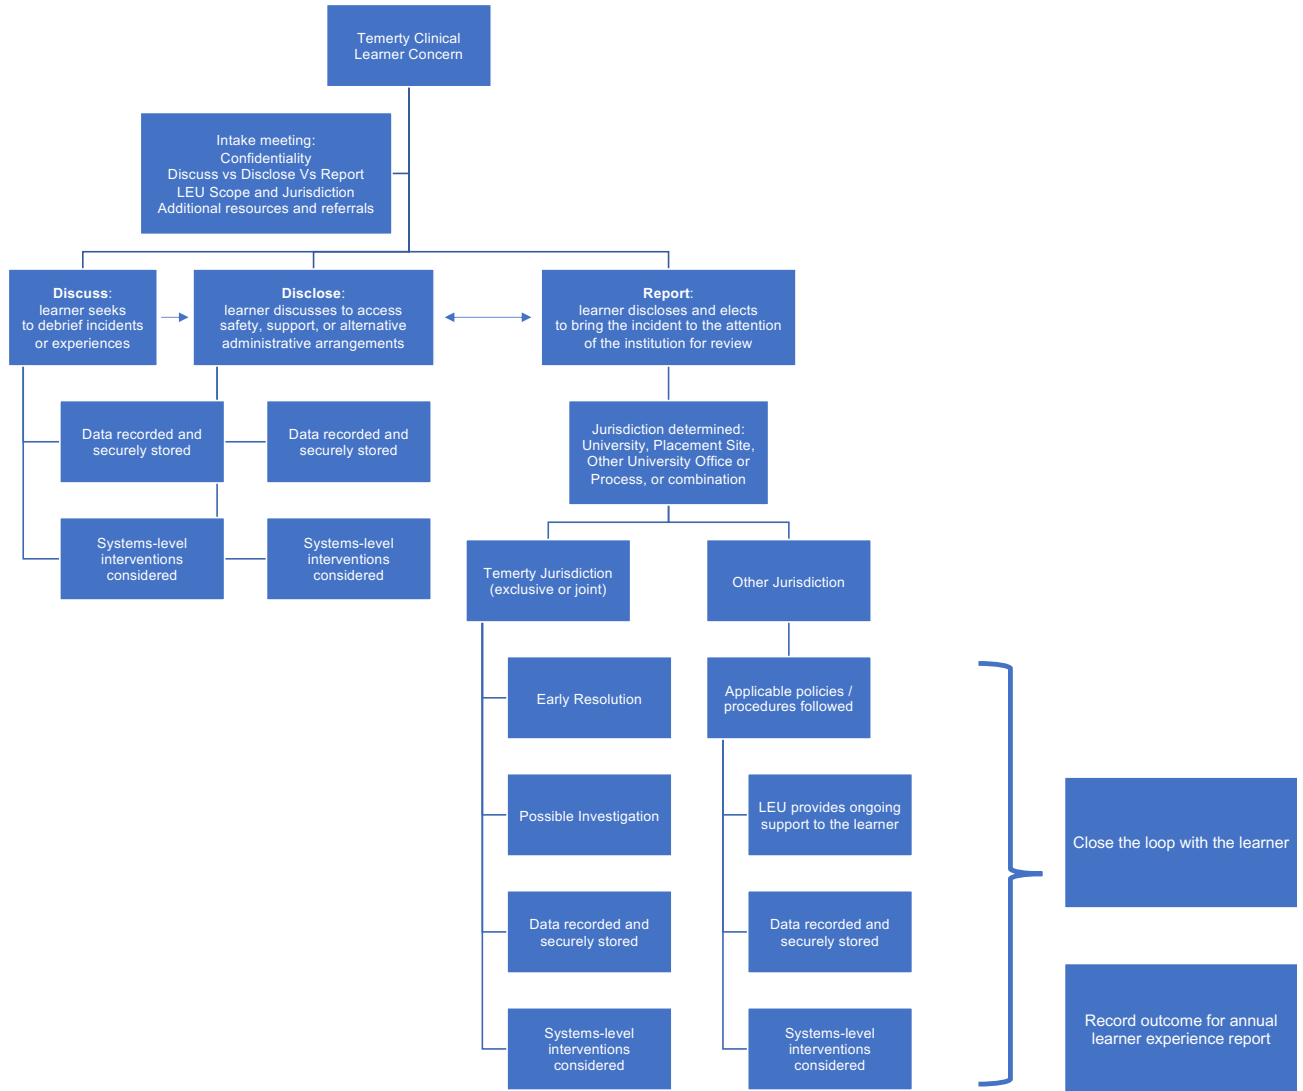 Temerty Clinical
Learner Concern
Intake meeting:
Confidentiality
Discuss vs Disclose Vs Report
LEU Scope and Jurisdiction
Additional resources and referrals
Discuss:
learner seeks
to debrief incidents
or experiences
Disclose:
learner discusses to access
safety, support, or alternative
administrative arrangements
Report:
learner discloses and elects
to bring the incident to the attention
of the institution for review
Data recorded and
securely stored
Data recorded and
securely stored
Jurisdiction determined:
University, Placement Site,
Other University Office or
Process, or combination
Systems-level
interventions
considered
Systems-level
interventions
considered
Temerty Jurisdiction
(exclusive or joint)
Other Jurisdiction
Early Resolution
Applicable policies /
procedures followed
Possible Investigation
LEU provides ongoing
support to the learner
Data recorded and
securely stored
Data recorded and
securely stored
Systems-level
interventions
considered
Systems-level
interventions
considered
Close the loop with the learner
Record outcome for annual
learner experience report